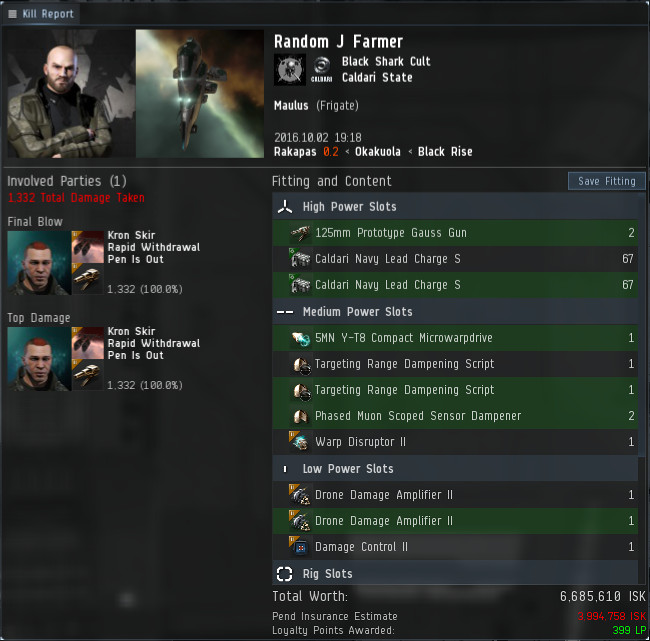 Kill Report
Random J Farmer
Black Shark Cult
Caldari State
CALDARI
Maulus (Frigate)
2016.10.02 19:18
Rakapas 0.2 < Okakuola < Black Rise
Involved Parties (1)
1,332 Total Damage Taken
Final Blow
Kron Skir
Rapid Withdrawal
Pen Is Out
1,332 (100.0%)
Top Damage
Kron Skir
Rapid Withdrawal
Pen Is Out
1,332 (100.0%)
Fitting and Content
Save Fitting
High Power Slots
125mm Prototype Gauss Gun 2
Caldari Navy Lead Charge S 67
Caldari Navy Lead Charge S 67
Medium Power Slots
5MN Y-T8 Compact Microwarpdrive 1
Targeting Range Dampening Script 1
Targeting Range Dampening Script 1
Phased Muon Scoped Sensor Dampener 2
Warp Disruptor II 1
Low Power Slots
Drone Damage Amplifier II 1
Drone Damage Amplifier II 1
Damage Control II 1
Rig Slots
Total Worth: 6,685,610 ISK
Pend Insurance Estimate 3,994,758 ISK
Loyalty Points Awarded: 399 LP